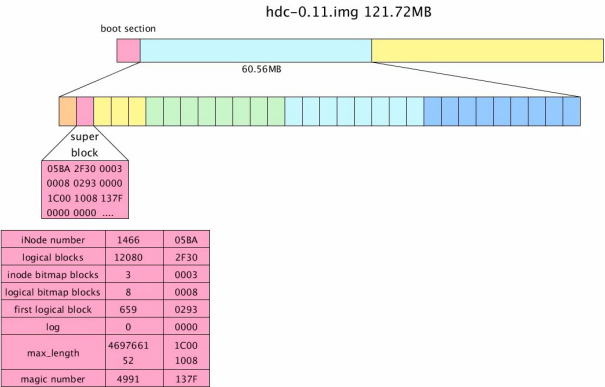 hdc-0.11.img 121.72MB
boot section
60.56MB
super
block
05BA 2F30 0003
0008 0293 0000
1C00 1008 137F
0000 0000 ....
iNode number 1466 05BA
logical blocks 12080 2F30
inode bitmap blocks 3 0003
logical bitmap blocks 8 0008
first logical block 659 0293
log 0 0000
max_length 4697661 52 1C00 1008
magic number 4991 137F